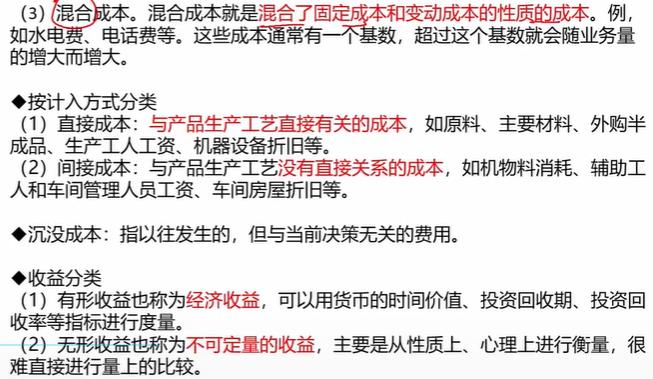 （3）混合成本。混合成本就是混合了固定成本和变动成本的性质的成本。例，
如水电费、电话费等。这些成本通常有一个基数，超过这个基数就会随业务量
的增大而增大。
◆按计入方式分类
（1）直接成本：与产品生产工艺直接有关的成本，如原料、主要材料、外购半
成品、生产工人工资、机器设备折旧等。
（2）间接成本：与产品生产工艺没有直接关系的成本，如机物料消耗、辅助工
人和车间管理人员工资、车间房屋折旧等。
◆沉没成本：指以往发生的，但与当前决策无关的费用。
◆收益分类
（1）有形收益也称为经济收益，可以用货币的时间价值、投资回收期、投资回
收率等指标进行度量。
（2）无形收益也称为不可定量的收益，主要是从性质上、心理上进行衡量，很
难直接进行量上的比较。